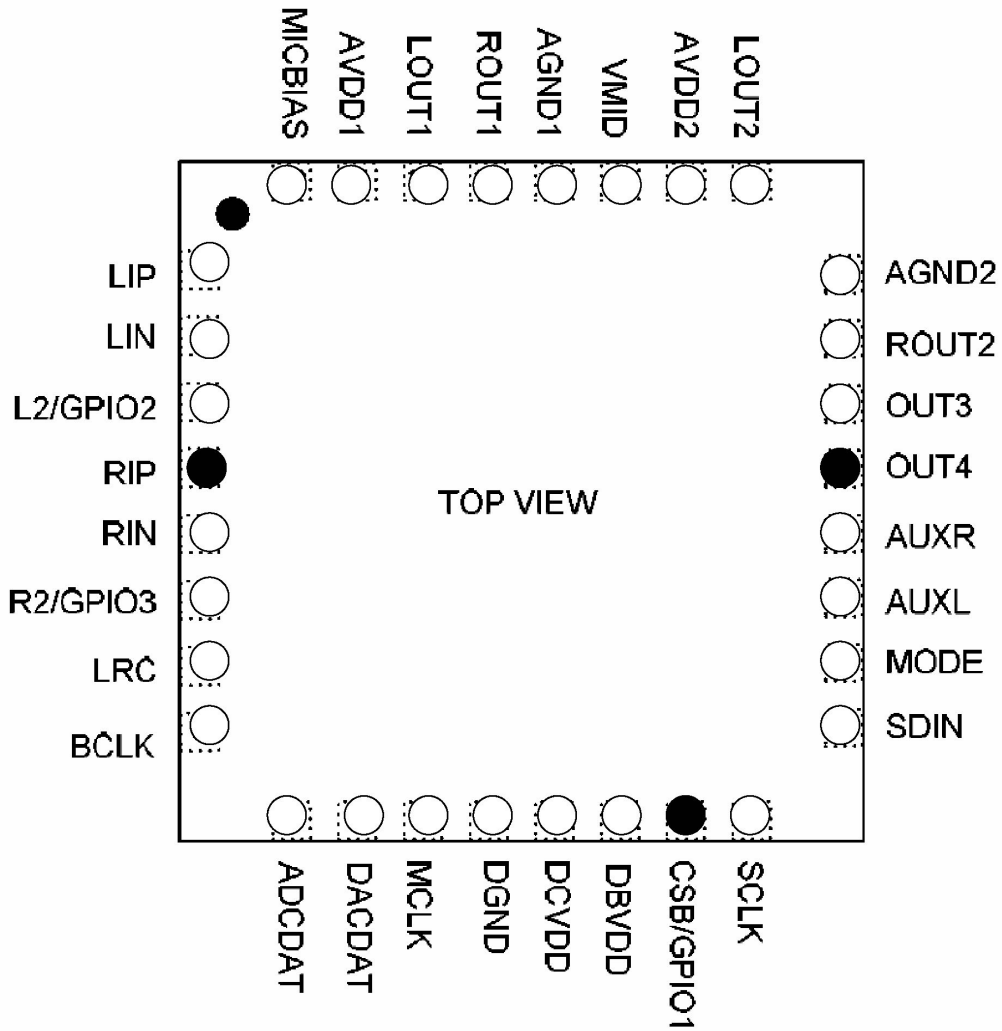 MICBIAS
AVDD1
LOUT1
ROUT1
AGND1
VMID
AVDD2
LOUT2
LIP
LIN
L2/GPIO2
RIP
RIN
R2/GPIO3
LRC
BCLK
TOP VIEW
AGND2
ROUT2
OUT3
OUT4
AUXR
AUXL
MODE
SDIN
ADCDAT
DACDAT
MCLK
DGND
DCVDD
DBVDD
CSB/GPIO1
SCLK